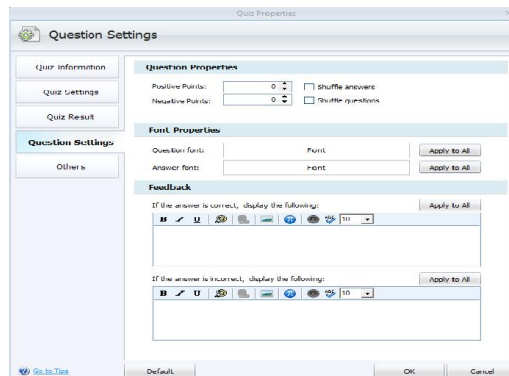 Quiz Properties
Question Settings
Quiz Information
Quiz Settings
Quiz Result
Question Settings
Others
Question Properties
Positive Points: 0 Shuffle answers
Negative Points: 0 Shuffle questions
Font Properties
Question font: Font Apply to All
Answer font: Font Apply to All
Feedback
If the answer is correct, display the following: Apply to All
B I U 10
If the answer is incorrect, display the following: Apply to All
B I U 10
Go to Tips
Default OK Cancel